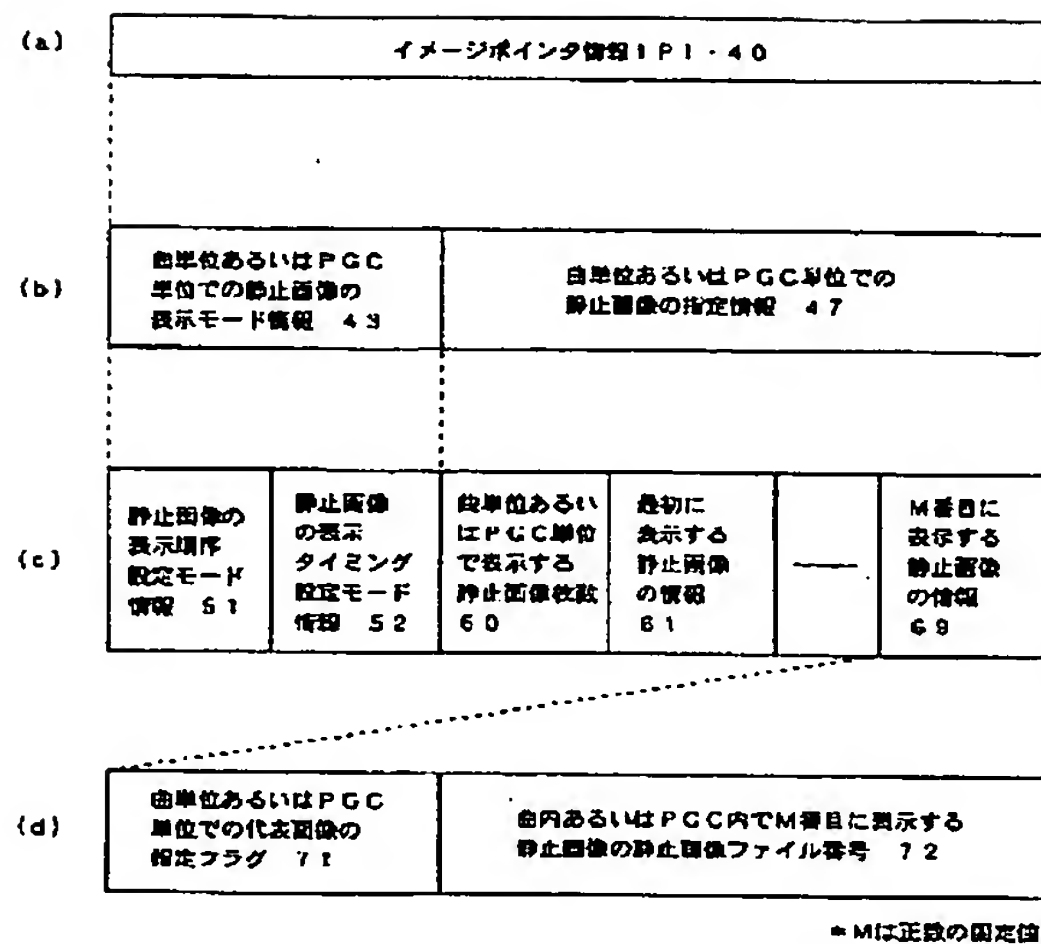 (a)
イメージポインタ情報IPI・40
(b)
曲単位あるいはPGC
単位での静止画像の
表示モード情報 43
曲単位あるいはPGC単位での
静止画像の指定情報 47
(c)
静止画像の
表示順序
設定モード
情報 51
静止画像
の表示
タイミング
設定モード
情報 52
曲単位あるい
はPGC単位
で表示する
静止画像枚数
60
最初に
表示する
静止画像
の情報
61
M番目に
表示する
静止画像
の情報
69
(d)
曲単位あるいはPGC
単位での代表画像の
指定フラグ 71
曲内あるいはPGC内でM番目に表示する
静止画像の静止画像ファイル番号 72
*Mは正数の固定値